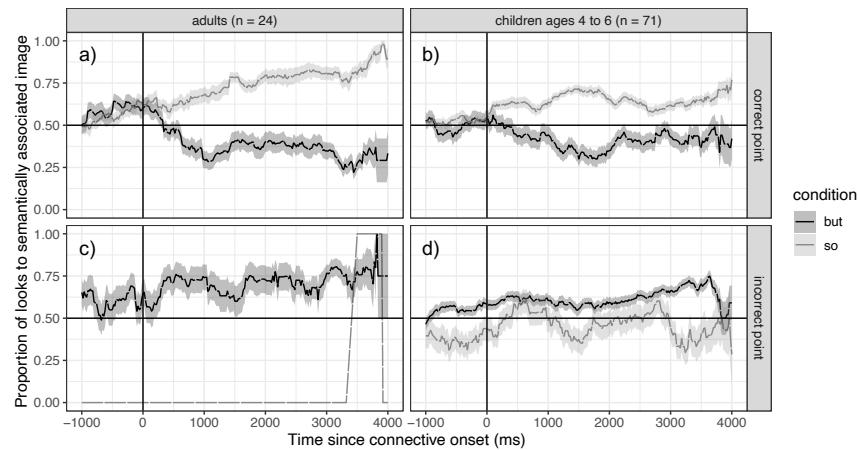 adults (n = 24)
children ages 4 to 6 (n = 71)
Proportion of looks to semantically associated image
1.00
0.75
0.50
0.25
0.00
a)
b)
correct point
1.00
0.75
0.50
0.25
0.00
c)
d)
incorrect point
condition
but
so
−1000 0 1000 2000 3000 4000
−1000 0 1000 2000 3000 4000
Time since connective onset (ms)